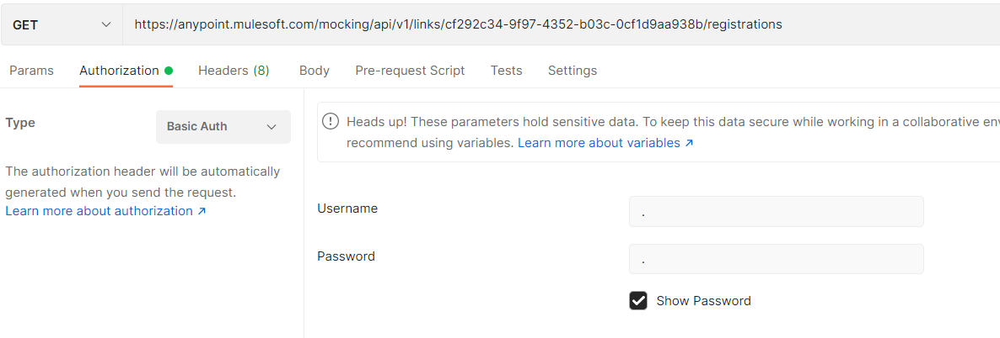 GET https://anypoint.mulesoft.com/mocking/api/v1/links/cf292c34-9f97-4352-b03c-0cf1d9aa938b/registrations
Params Authorization Headers (8) Body Pre-request Script Tests Settings
Type Basic Auth
The authorization header will be automatically
generated when you send the request.
Learn more about authorization ↗
Heads up! These parameters hold sensitive data. To keep this data secure while working in a collaborative env
recommend using variables. Learn more about variables ↗
Username .
Password .
Show Password